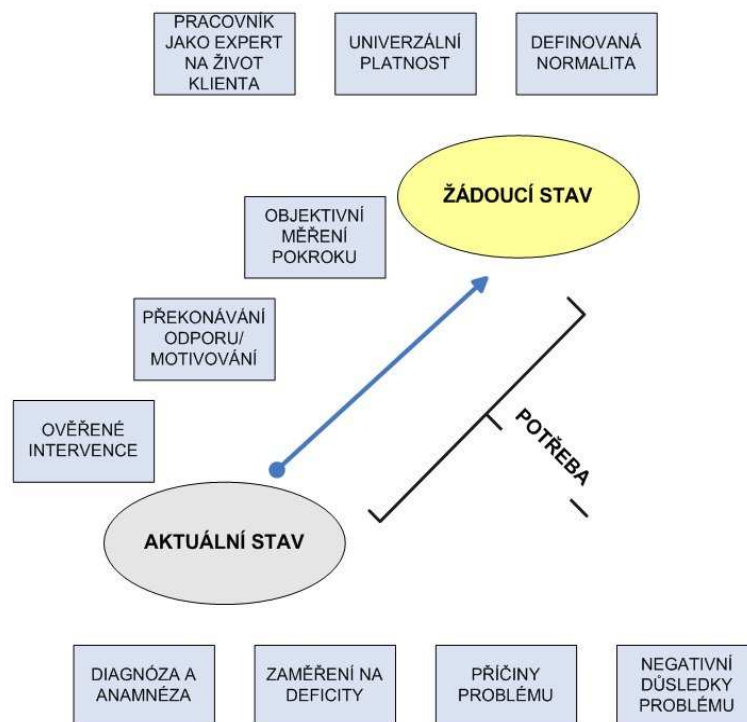 PRACOVNÍK
JAKO EXPERT
NA ŽIVOT
KLIENTA
UNIVERZÁLNÍ
PLATNOST
DEFINOVANÁ
NORMALITA
ŽÁDOUCÍ STAV
OBJEKTIVNÍ
MĚŘENÍ
POKROKU
PŘEKONÁVÁNÍ
ODPORU/
MOTIVOVÁNÍ
OVĚŘENÉ
INTERVENCE
POTŘEBA
AKTUÁLNÍ STAV
DIAGNÓZA A
ANAMNÉZA
ZAMĚŘENÍ NA
DEFICITY
PŘÍČINY
PROBLÉMU
NEGATIVNÍ
DŮSLEDKY
PROBLÉMU